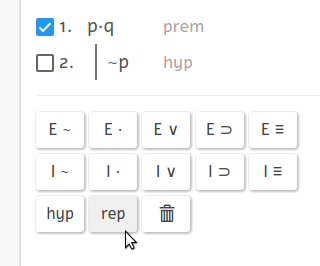 1. p·q prem
2. ~p hyp
E ~ E · E ∨ E ⊃ E ≡
I ~ I · I ∨ I ⊃ I ≡
hyp rep